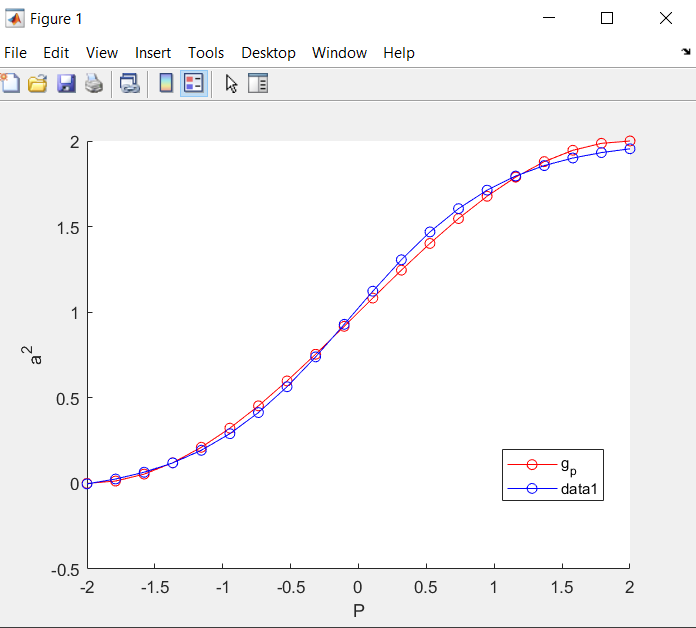 Figure 1
File Edit View Insert Tools Desktop Window Help
2
1.5
1
0.5
0
-0.5
a²
-2 -1.5 -1 -0.5 0 0.5 1 1.5 2
P
gₚ
data1